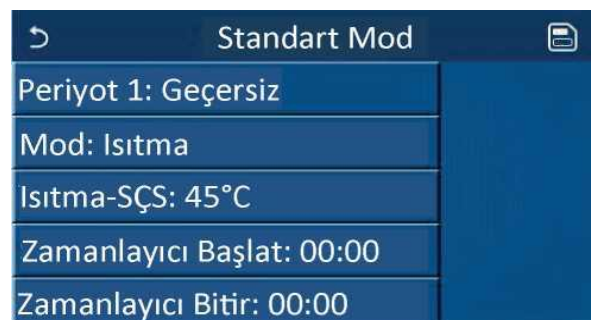 Standart Mod
Periyot 1: Geçersiz
Mod: Isıtma
Isıtma-SÇS: 45°C
Zamanlayıcı Başlat: 00:00
Zamanlayıcı Bitir: 00:00